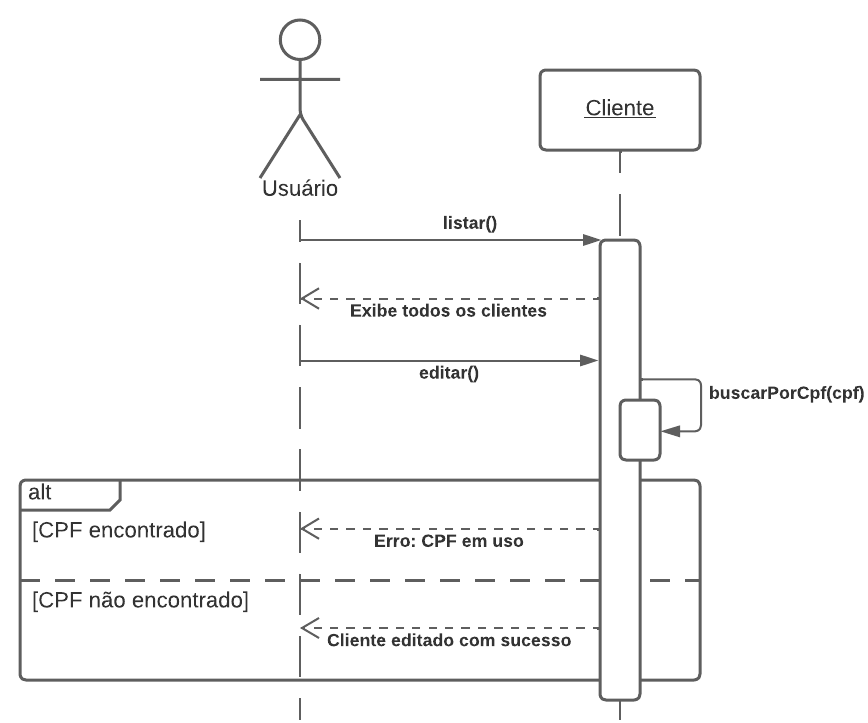 Cliente
Usuário
listar()
Exibe todos os clientes
editar()
buscarPorCpf(cpf)
alt
[CPF encontrado]
Erro: CPF em uso
[CPF não encontrado]
Cliente editado com sucesso